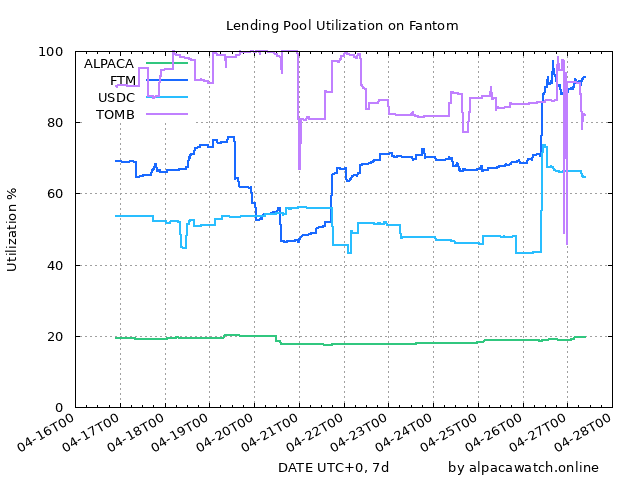 Lending Pool Utilization on Fantom
100
80
60
40
20
0
Utilization %
ALPACA
FTM
USDC
TOMB
04-16T00
04-17T00
04-18T00
04-19T00
04-20T00
04-21T00
04-22T00
04-23T00
04-24T00
04-25T00
04-26T00
04-27T00
04-28T00
DATE UTC+0, 7d
by alpacawatch.online